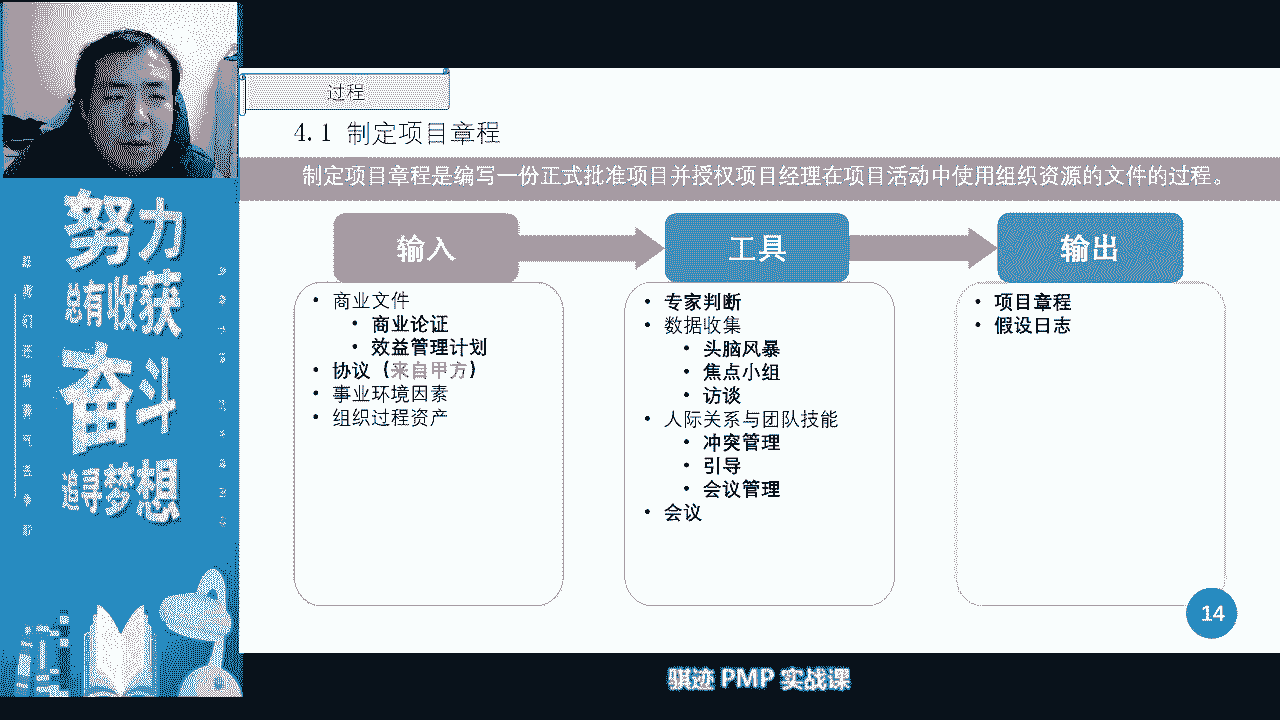 过程
4.1 制定项目章程
制定项目章程是编写一份正式批准项目并授权项目经理在项目活动中使用组织资源的文件的过程。
输入
• 商业文件
• 商业论证
• 效益管理计划
• 协议（来自甲方）
• 事业环境因素
• 组织过程资产
工具
• 专家判断
• 数据收集
• 头脑风暴
• 焦点小组
• 访谈
• 人际关系与团队技能
• 冲突管理
• 引导
• 会议管理
• 会议
输出
• 项目章程
• 假设日志
14
努力
总有收获
奋斗
追寻梦想
骐迹 PMP 实战课